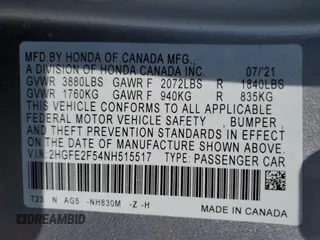 MFD.BY HONDA OF CANADA MFG.,
A DIVISION OF HONDA CANADA INC. 07/'21
GVWR 3880LBS GAWR F 2072LBS R 1840LBS
GVWR 1760KG GAWR F 940KG R 835KG
THIS VEHICLE CONFORMS TO ALL APPLICABLE
FEDERAL MOTOR VEHICLE SAFETY , BUMPER
AND THEFT PREVENTION STANDARDS IN EFFECT
ON THE DATE OF MANUFACTURE SHOWN ABOVE.
V.I.N:2HGFE2F54NH515517 TYPE:PASSENGER CAR
T23 N AG5 -NH830M -Z -H
MADE IN CANADA
© DREAMBID
autobidmaster.com